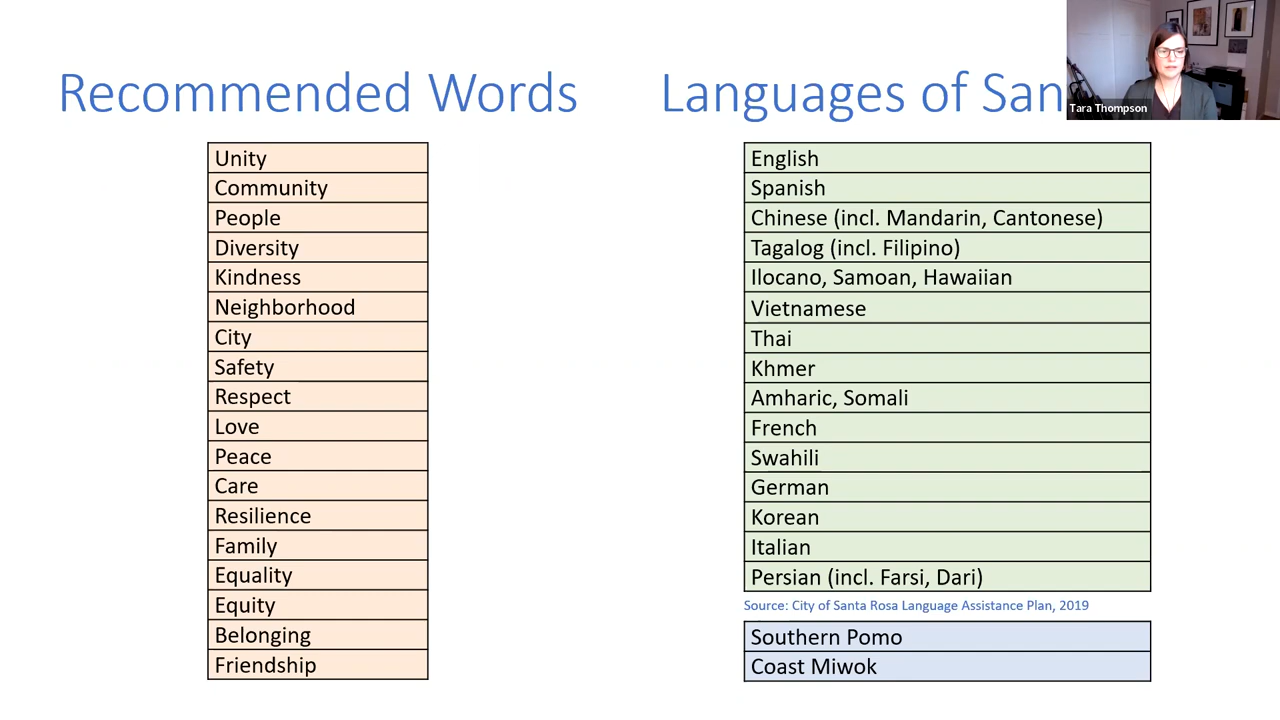 Recommended Words
Unity
Community
People
Diversity
Kindness
Neighborhood
City
Safety
Respect
Love
Peace
Care
Resilience
Family
Equality
Equity
Belonging
Friendship
Languages of San
English
Spanish
Chinese (incl. Mandarin, Cantonese)
Tagalog (incl. Filipino)
Ilocano, Samoan, Hawaiian
Vietnamese
Thai
Khmer
Amharic, Somali
French
Swahili
German
Korean
Italian
Persian (incl. Farsi, Dari)
Source: City of Santa Rosa Language Assistance Plan, 2019
Southern Pomo
Coast Miwok
Tara Thompson